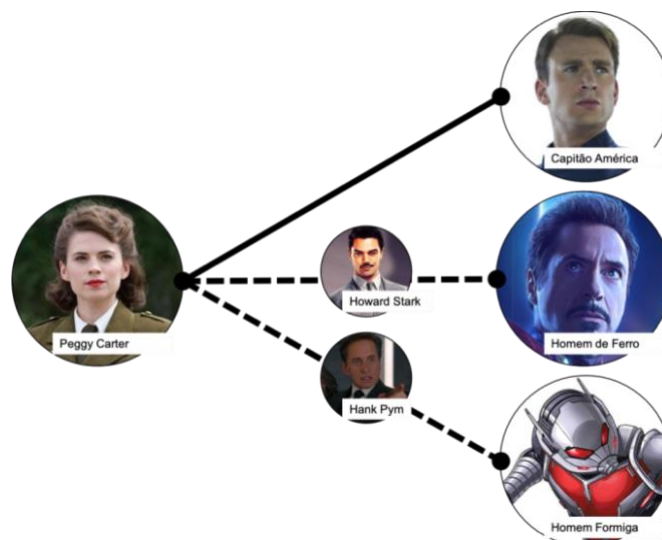 Capitão América
Peggy Carter
Howard Stark
Homem de Ferro
Hank Pym
Homem Formiga